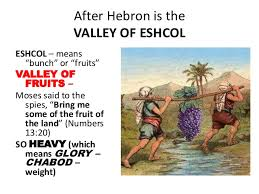 After Hebron is the
VALLEY OF ESHCOL
ESHCOL – means
"bunch" or "fruits"
VALLEY OF
FRUITS –
Moses said to the
spies, "Bring me
some of the fruit of
the land" (Numbers
13:20)
SO HEAVY (which
means GLORY –
CHABOD –
weight)